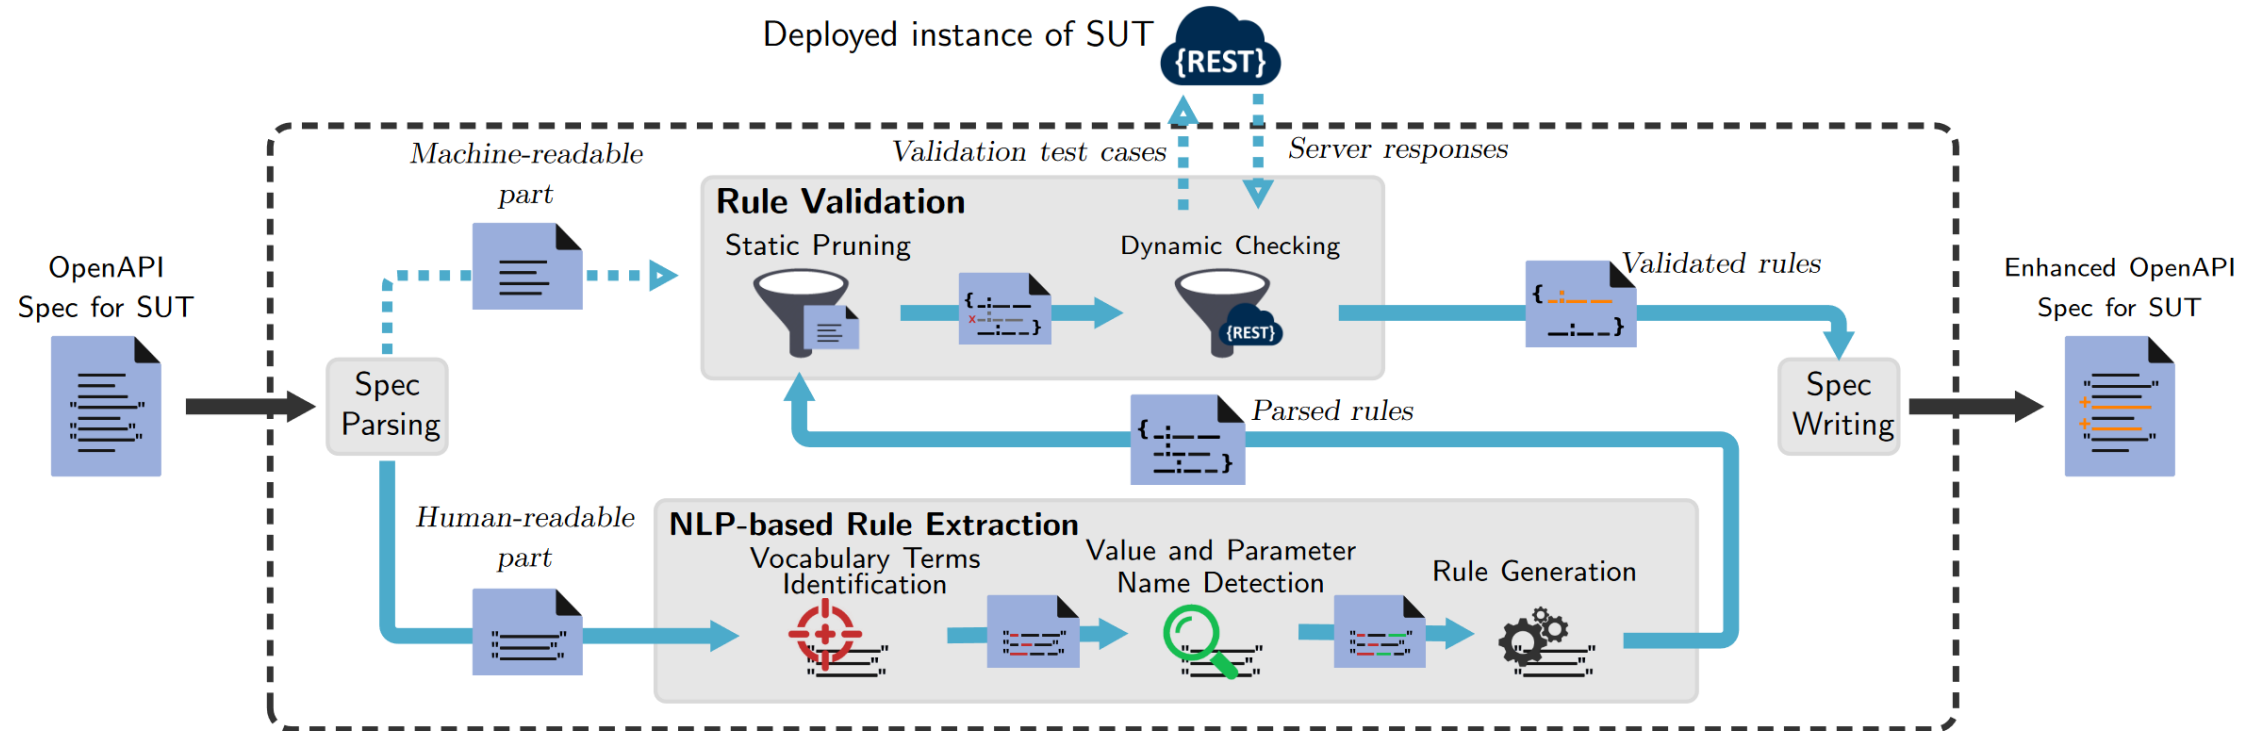 Deployed instance of SUT
{REST}
Machine-readable
part
Validation test cases
Server responses
Rule Validation
Static Pruning
Dynamic Checking
{REST}
Validated rules
OpenAPI
Spec for SUT
Enhanced OpenAPI
Spec for SUT
Spec
Parsing
Spec
Writing
Parsed rules
Human-readable
part
NLP-based Rule Extraction
Vocabulary Terms
Identification
Value and Parameter
Name Detection
Rule Generation